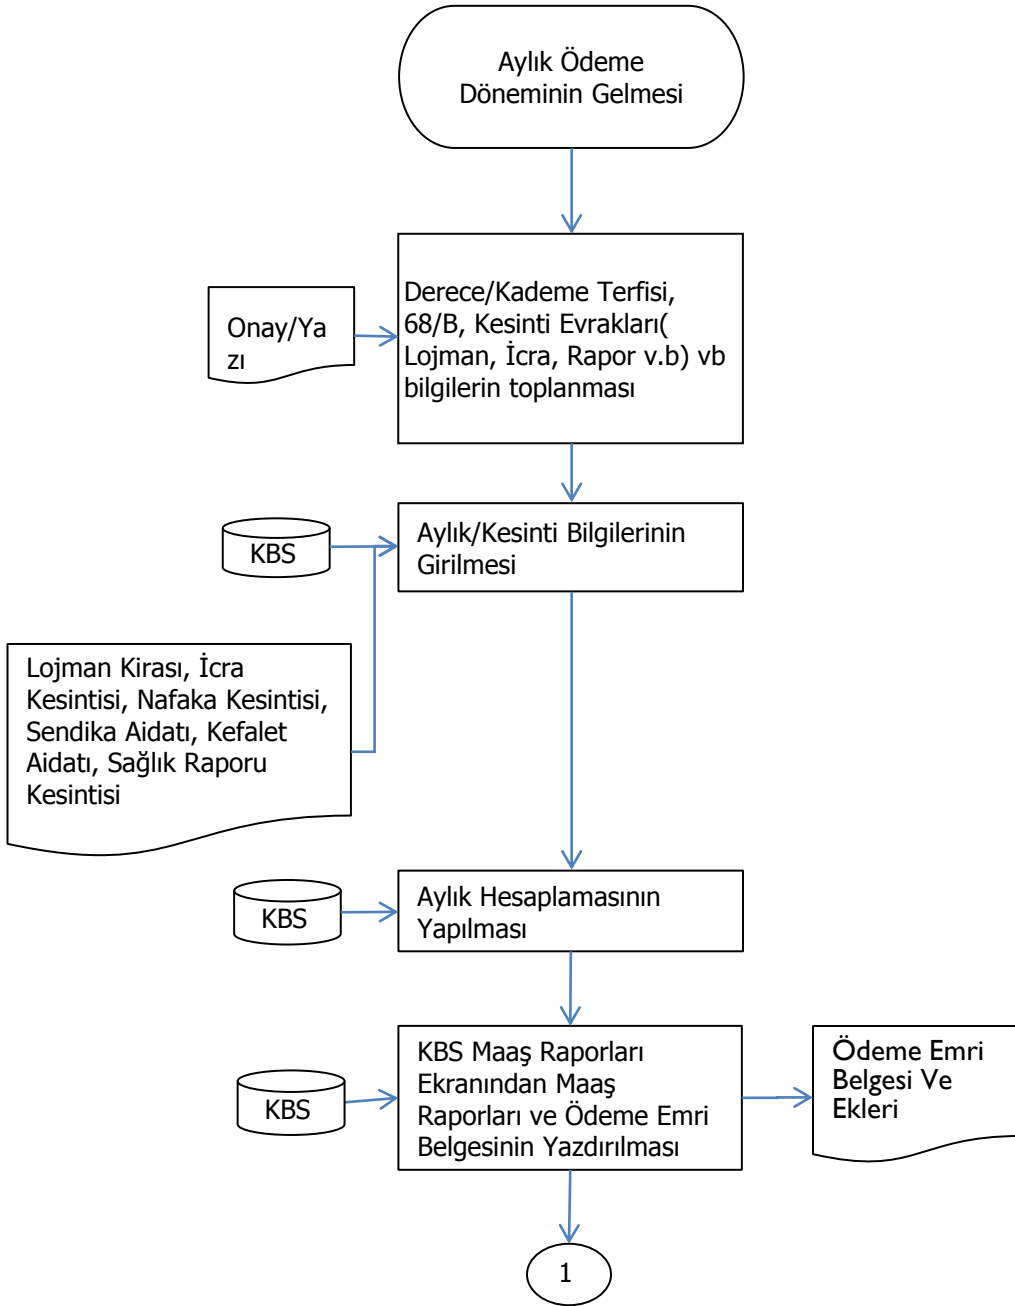 Aylık Ödeme
Döneminin Gelmesi
Onay/Ya
zı
Derece/Kademe Terfisi,
68/B, Kesinti Evrakları(
Lojman, İcra, Rapor v.b) vb
bilgilerin toplanması
KBS
Aylık/Kesinti Bilgilerinin
Girilmesi
Lojman Kirası, İcra
Kesintisi, Nafaka Kesintisi,
Sendika Aidatı, Kefalet
Aidatı, Sağlık Raporu
Kesintisi
KBS
Aylık Hesaplamasının
Yapılması
KBS
KBS Maaş Raporları
Ekranından Maaş
Raporları ve Ödeme Emri
Belgesinin Yazdırılması
Ödeme Emri
Belgesi Ve
Ekleri
1